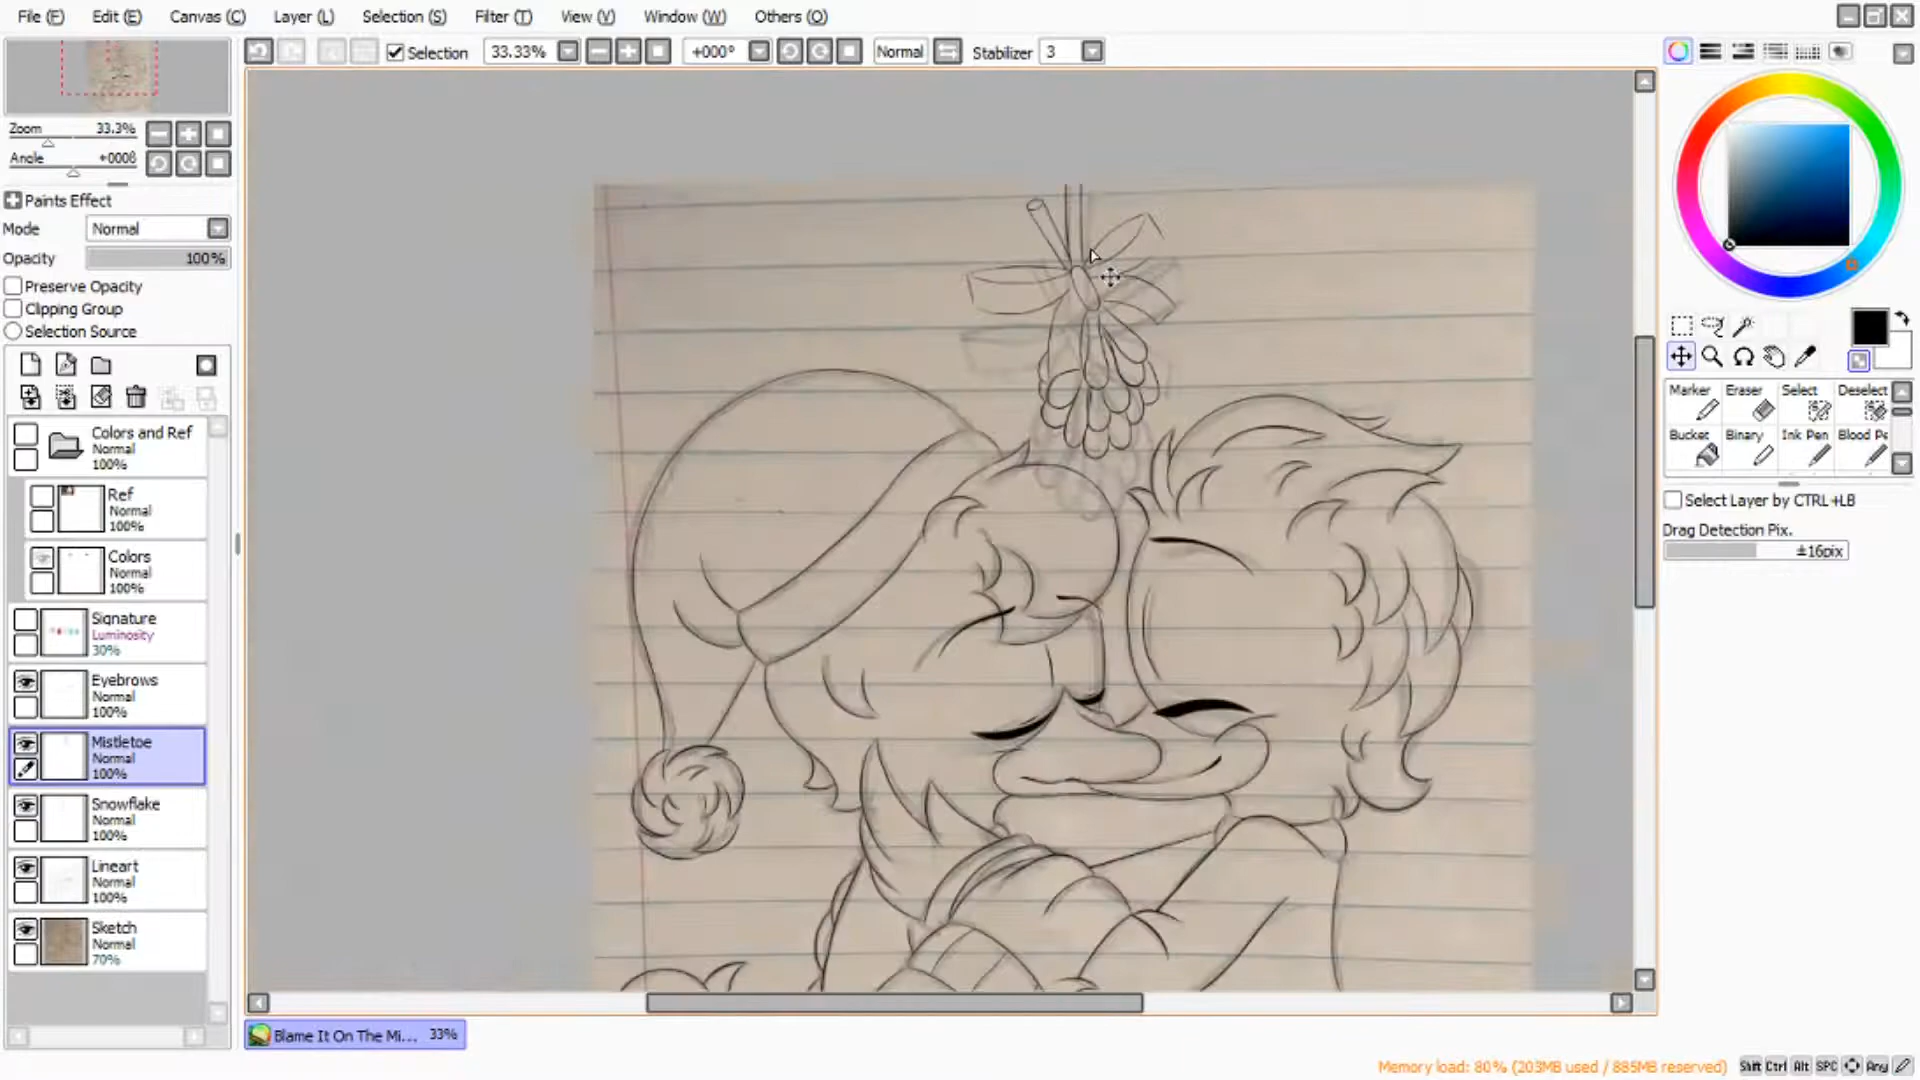 File (F) Edit (E) Canvas (C) Layer (L) Selection (S) Filter (T) View (V) Window (W) Others (O)
Selection 33.33% +000° Normal Stabilizer 3
Zoom 33.3%
Angle +000°
Paints Effect
Mode Normal
Opacity 100%
Preserve Opacity
Clipping Group
Selection Source
Colors and Ref
Normal
100%
Ref
Normal
100%
Colors
Normal
100%
Signature
Luminosity
30%
Eyebrows
Normal
100%
Mistletoe
Normal
100%
Snowflake
Normal
100%
Lineart
Normal
100%
Sketch
Normal
70%
Marker Eraser Select Deselect
Bucket Binary Ink Pen Blood Pe
Select Layer by CTRL+LB
Drag Detection Pix.
±16pix
Blame It On The Mi... 33%
Memory load: 80% (203MB used / 885MB reserved) Shift Ctrl Alt SPC Any